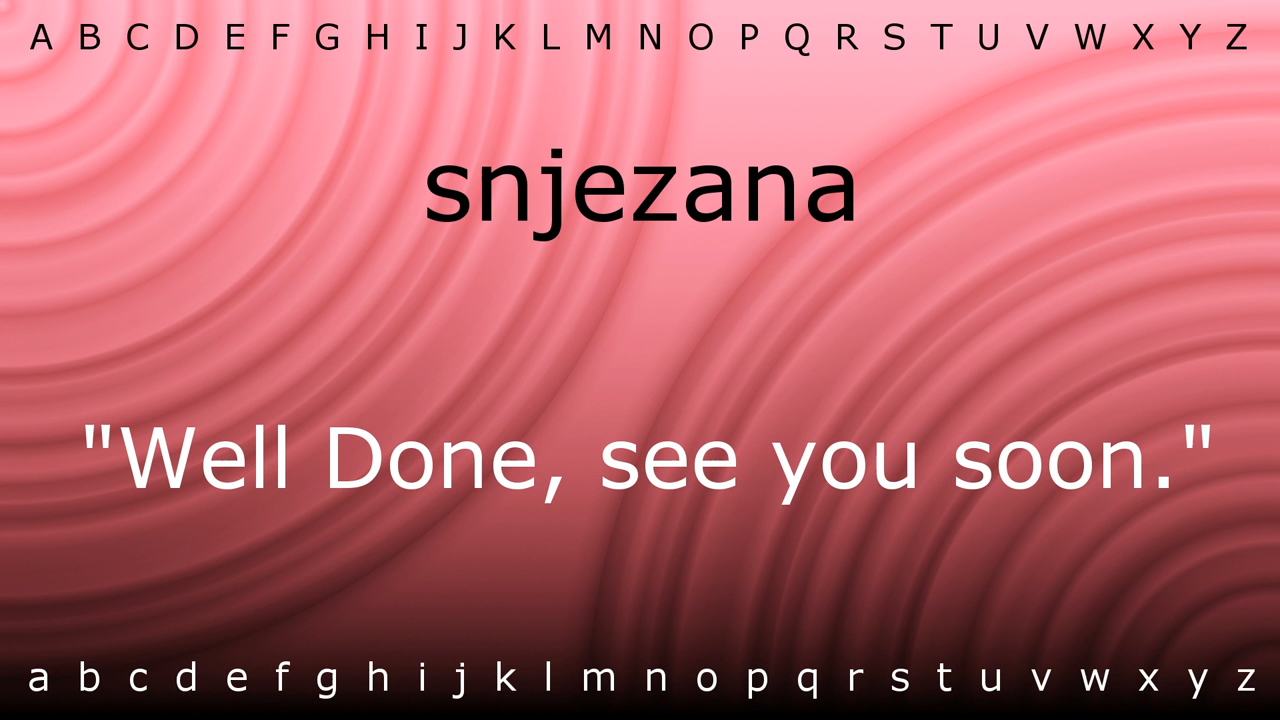 A B C D E F G H I J K L M N O P Q R S T U V W X Y Z
snjezana
"Well Done, see you soon."
a b c d e f g h i j k l m n o p q r s t u v w x y z